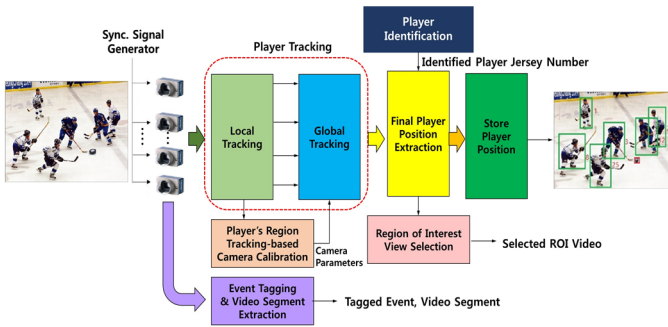 Sync. Signal
Generator
Player Tracking
Player
Identification
Identified Player Jersey Number
Local
Tracking
Global
Tracking
Final Player
Position
Extraction
Store
Player
Position
Player's Region
Tracking-based
Camera Calibration
Camera
Parameters
Region of Interest
View Selection
Selected ROI Video
Event Tagging
& Video Segment
Extraction
Tagged Event, Video Segment